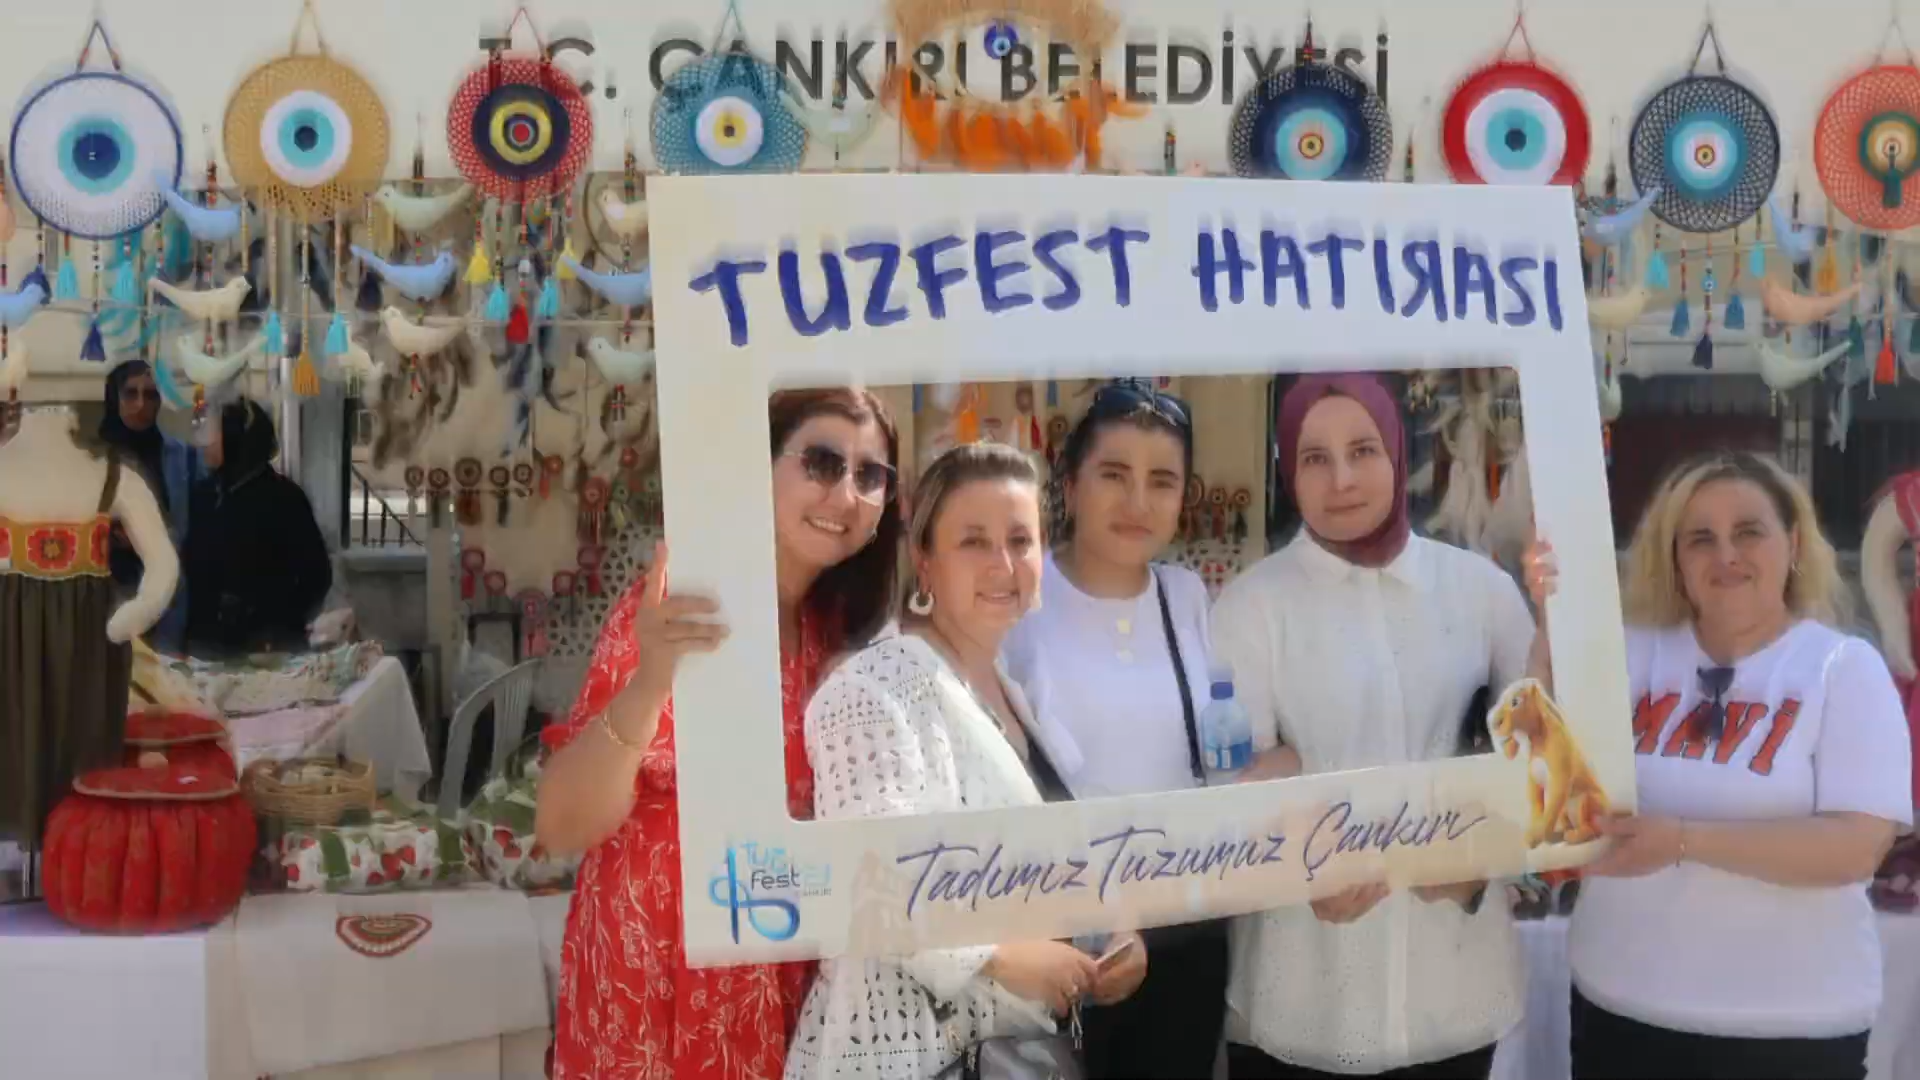 T.C. ÇANKIRI BELEDİYESİ
TUZFEST HATIRASI
MAVİ
Tuz
fest
Tadımız Tuzumuz Çankırı